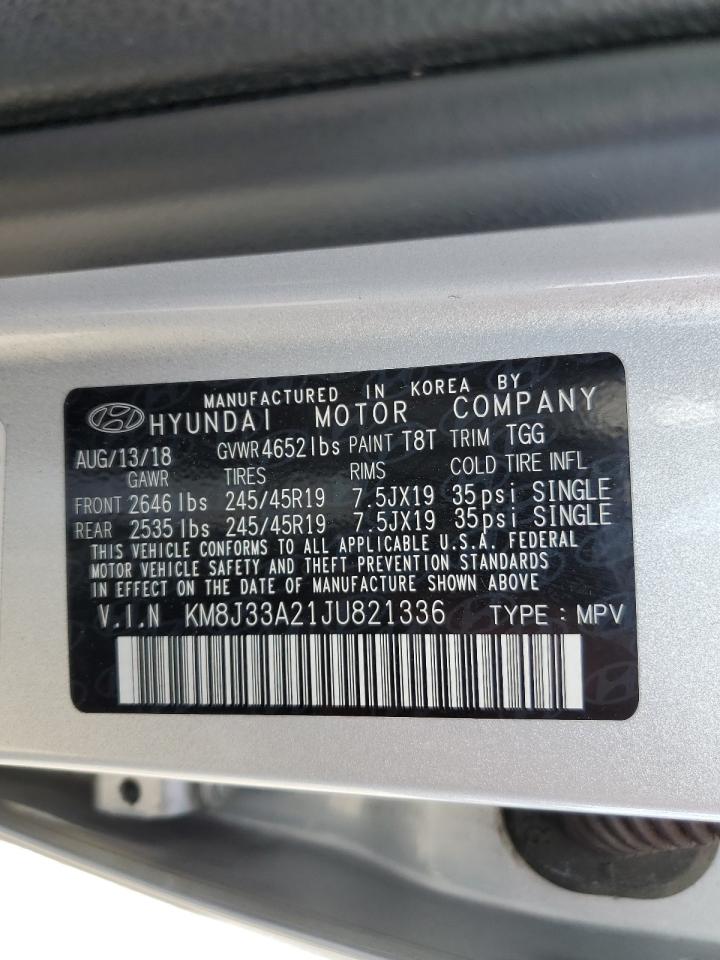 MANUFACTURED IN KOREA BY
HYUNDAI MOTOR COMPANY
AUG/13/18 GVWR 4652lbs PAINT T8T TRIM TGG
GAWR TIRES RIMS COLD TIRE INFL
FRONT 2646 lbs 245/45R19 7.5JX19 35psi SINGLE
REAR 2535 lbs 245/45R19 7.5JX19 35psi SINGLE
THIS VEHICLE CONFORMS TO ALL APPLICABLE U.S.A. FEDERAL
MOTOR VEHICLE SAFETY AND THEFT PREVENTION STANDARDS
IN EFFECT ON THE DATE OF MANUFACTURE SHOWN ABOVE
V.I.N KM8J33A21JU821336 TYPE : MPV